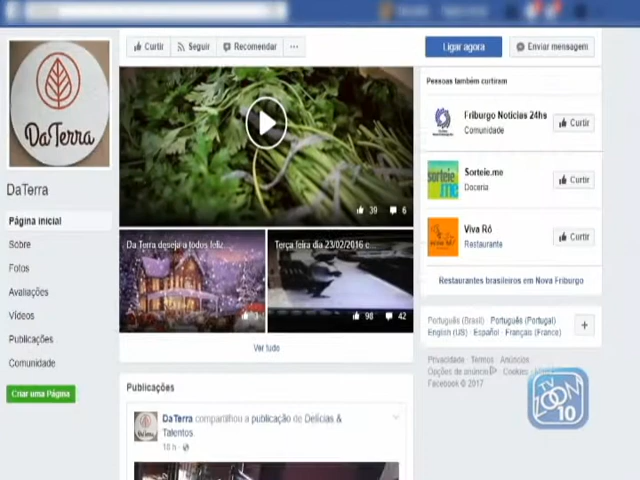 DaTerra
DaTerra
Página inicial
Sobre
Fotos
Avaliações
Vídeos
Publicações
Comunidade
Criar uma Página
Curtir
Seguir
Recomendar
...
Ligar agora
Enviar mensagem
39
6
Da Terra deseja a todos feliz...
Terça feira dia 23/02/2016 c...
98
42
Ver tudo
Publicações
DaTerra compartilhou a publicação de Delícias &
Talentos.
10 h
Pessoas também curtiram
Friburgo Notícias 24hs
Comunidade
Curtir
sorteie
me
Sorteie.me
Doceria
Curtir
Viva Rô
Restaurante
Curtir
Restaurantes brasileiros em Nova Friburgo
Português (Brasil) · Português (Portugal) ·
English (US) · Español · Français (France)
+
Privacidade · Termos · Anúncios ·
Opções de anúncio · Cookies ·
Facebook © 2017
TV
ZOOM
10